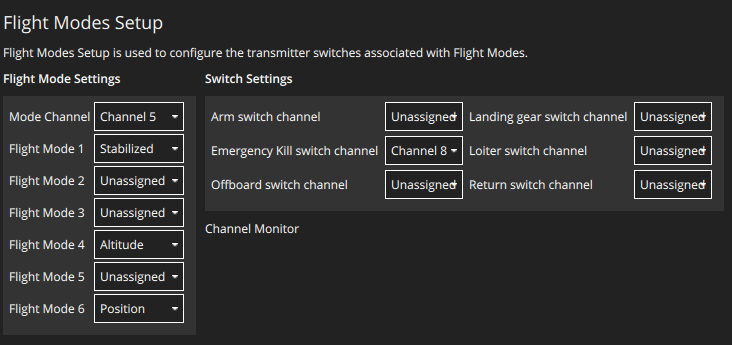 Flight Modes Setup
Flight Modes Setup is used to configure the transmitter switches associated with Flight Modes.
Flight Mode Settings
Mode Channel Channel 5
Flight Mode 1 Stabilized
Flight Mode 2 Unassigned
Flight Mode 3 Unassigned
Flight Mode 4 Altitude
Flight Mode 5 Unassigned
Flight Mode 6 Position
Switch Settings
Arm switch channel Unassigned Landing gear switch channel Unassigned
Emergency Kill switch channel Channel 8 Loiter switch channel Unassigned
Offboard switch channel Unassigned Return switch channel Unassigned
Channel Monitor